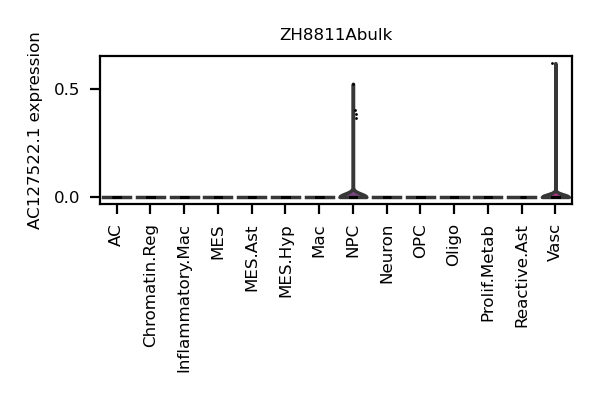 ZH8811Abulk
AC127522.1 expression
0.5
0.0
AC
Chromatin.Reg
Inflammatory.Mac
MES
MES.Ast
MES.Hyp
Mac
NPC
Neuron
OPC
Oligo
Prolif.Metab
Reactive.Ast
Vasc